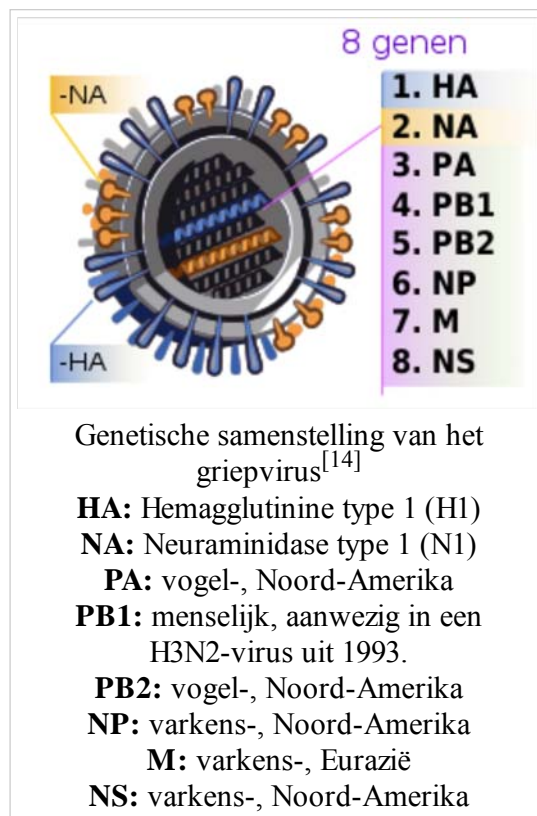 8 genen
-NA
1. HA
2. NA
3. PA
4. PB1
5. PB2
6. NP
7. M
8. NS
-HA
Genetische samenstelling van het
griepvirus[14]
HA: Hemagglutinine type 1 (H1)
NA: Neuraminidase type 1 (N1)
PA: vogel-, Noord-Amerika
PB1: menselijk, aanwezig in een
H3N2-virus uit 1993.
PB2: vogel-, Noord-Amerika
NP: varkens-, Noord-Amerika
M: varkens-, Eurazië
NS: varkens-, Noord-Amerika